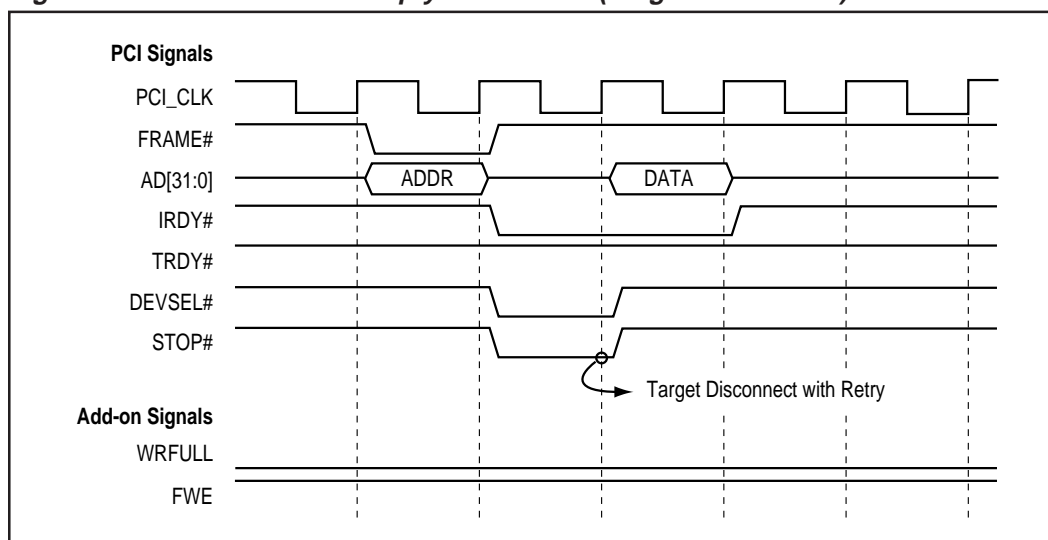 PCI Signals
PCI_CLK
FRAME#
AD[31:0]
ADDR
DATA
IRDY#
TRDY#
DEVSEL#
STOP#
Target Disconnect with Retry
Add-on Signals
WRFULL
FWE